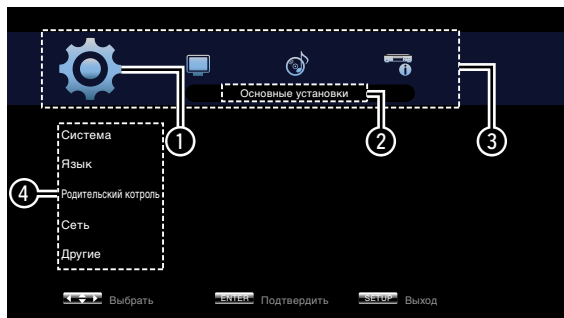 Основные установки
Система
① ② ③
Язык
④ Родительский котроль
Сеть
Другие
Выбрать ENTER Подтвердить SETUP Выход